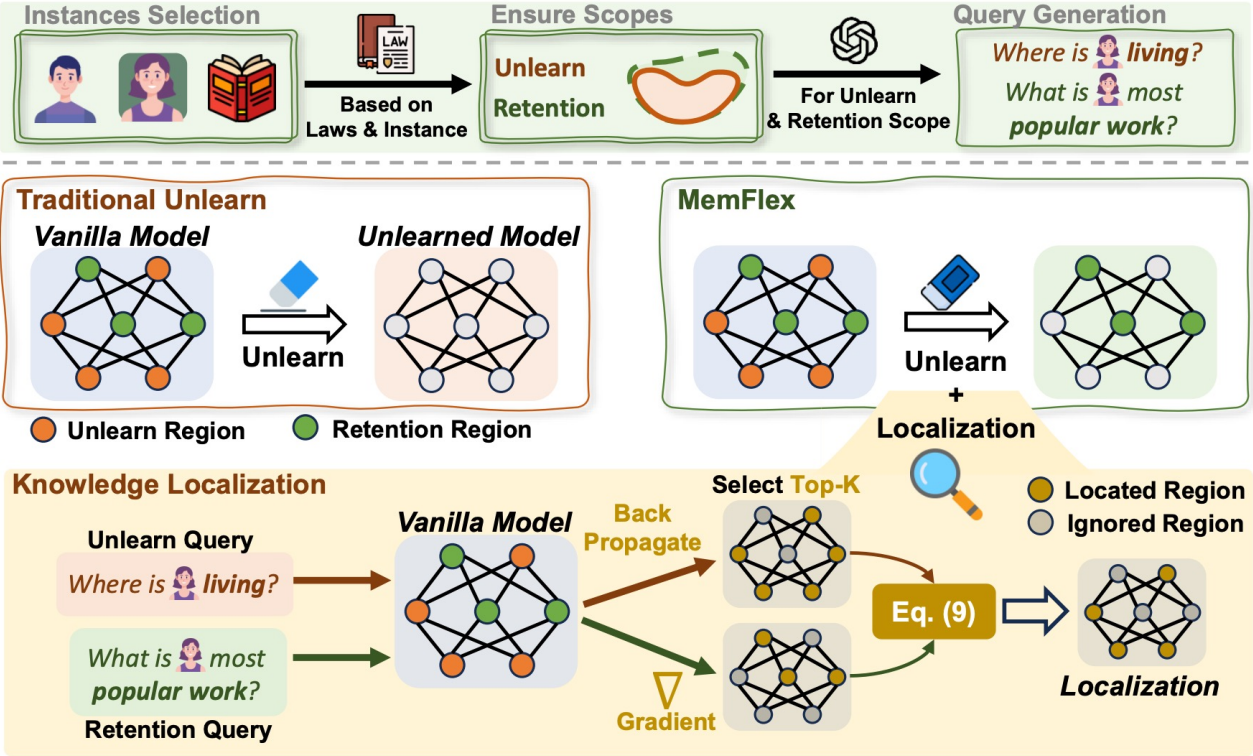 Instances Selection
Ensure Scopes
Query Generation
LAW
Based on
Laws & Instance
Unlearn
Retention
For Unlearn
& Retention Scope
Where is living?
What is most
popular work?
Traditional Unlearn
Vanilla Model
Unlearned Model
Unlearn
MemFlex
Unlearn
+
Localization
Unlearn Region
Retention Region
Knowledge Localization
Unlearn Query
Where is living?
What is most
popular work?
Retention Query
Vanilla Model
Back
Propagate
Gradient
Select Top-K
Eq. (9)
Located Region
Ignored Region
Localization